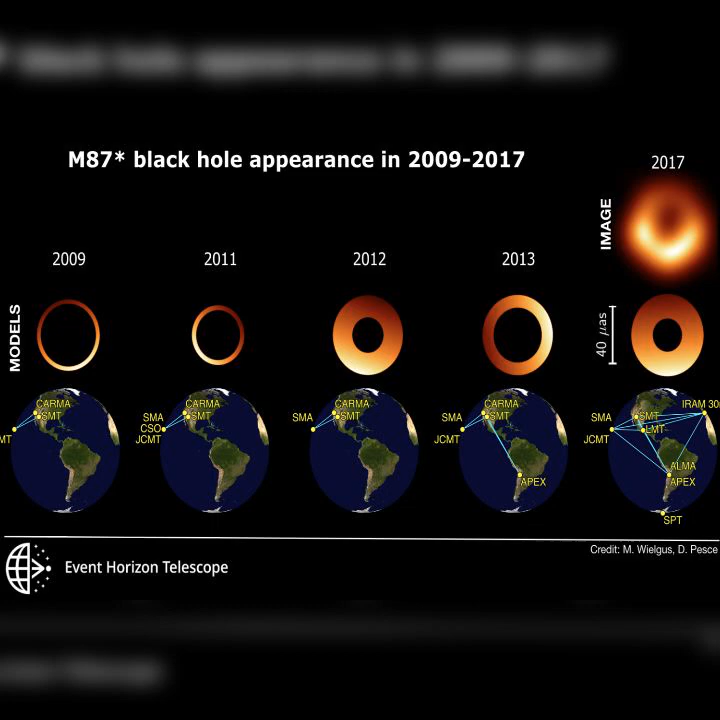 M87* black hole appearance in 2009-2017
2017
IMAGE
2009
2011
2012
2013
MODELS
40 μas
CARMA
SMT
MT
CARMA
SMT
SMA
CSO
JCMT
CARMA
SMT
SMA
CARMA
SMT
SMA
JCMT
APEX
IRAM 30
SMT
SMA
LMT
JCMT
ALMA
APEX
SPT
Credit: M. Wielgus, D. Pesce
Event Horizon Telescope